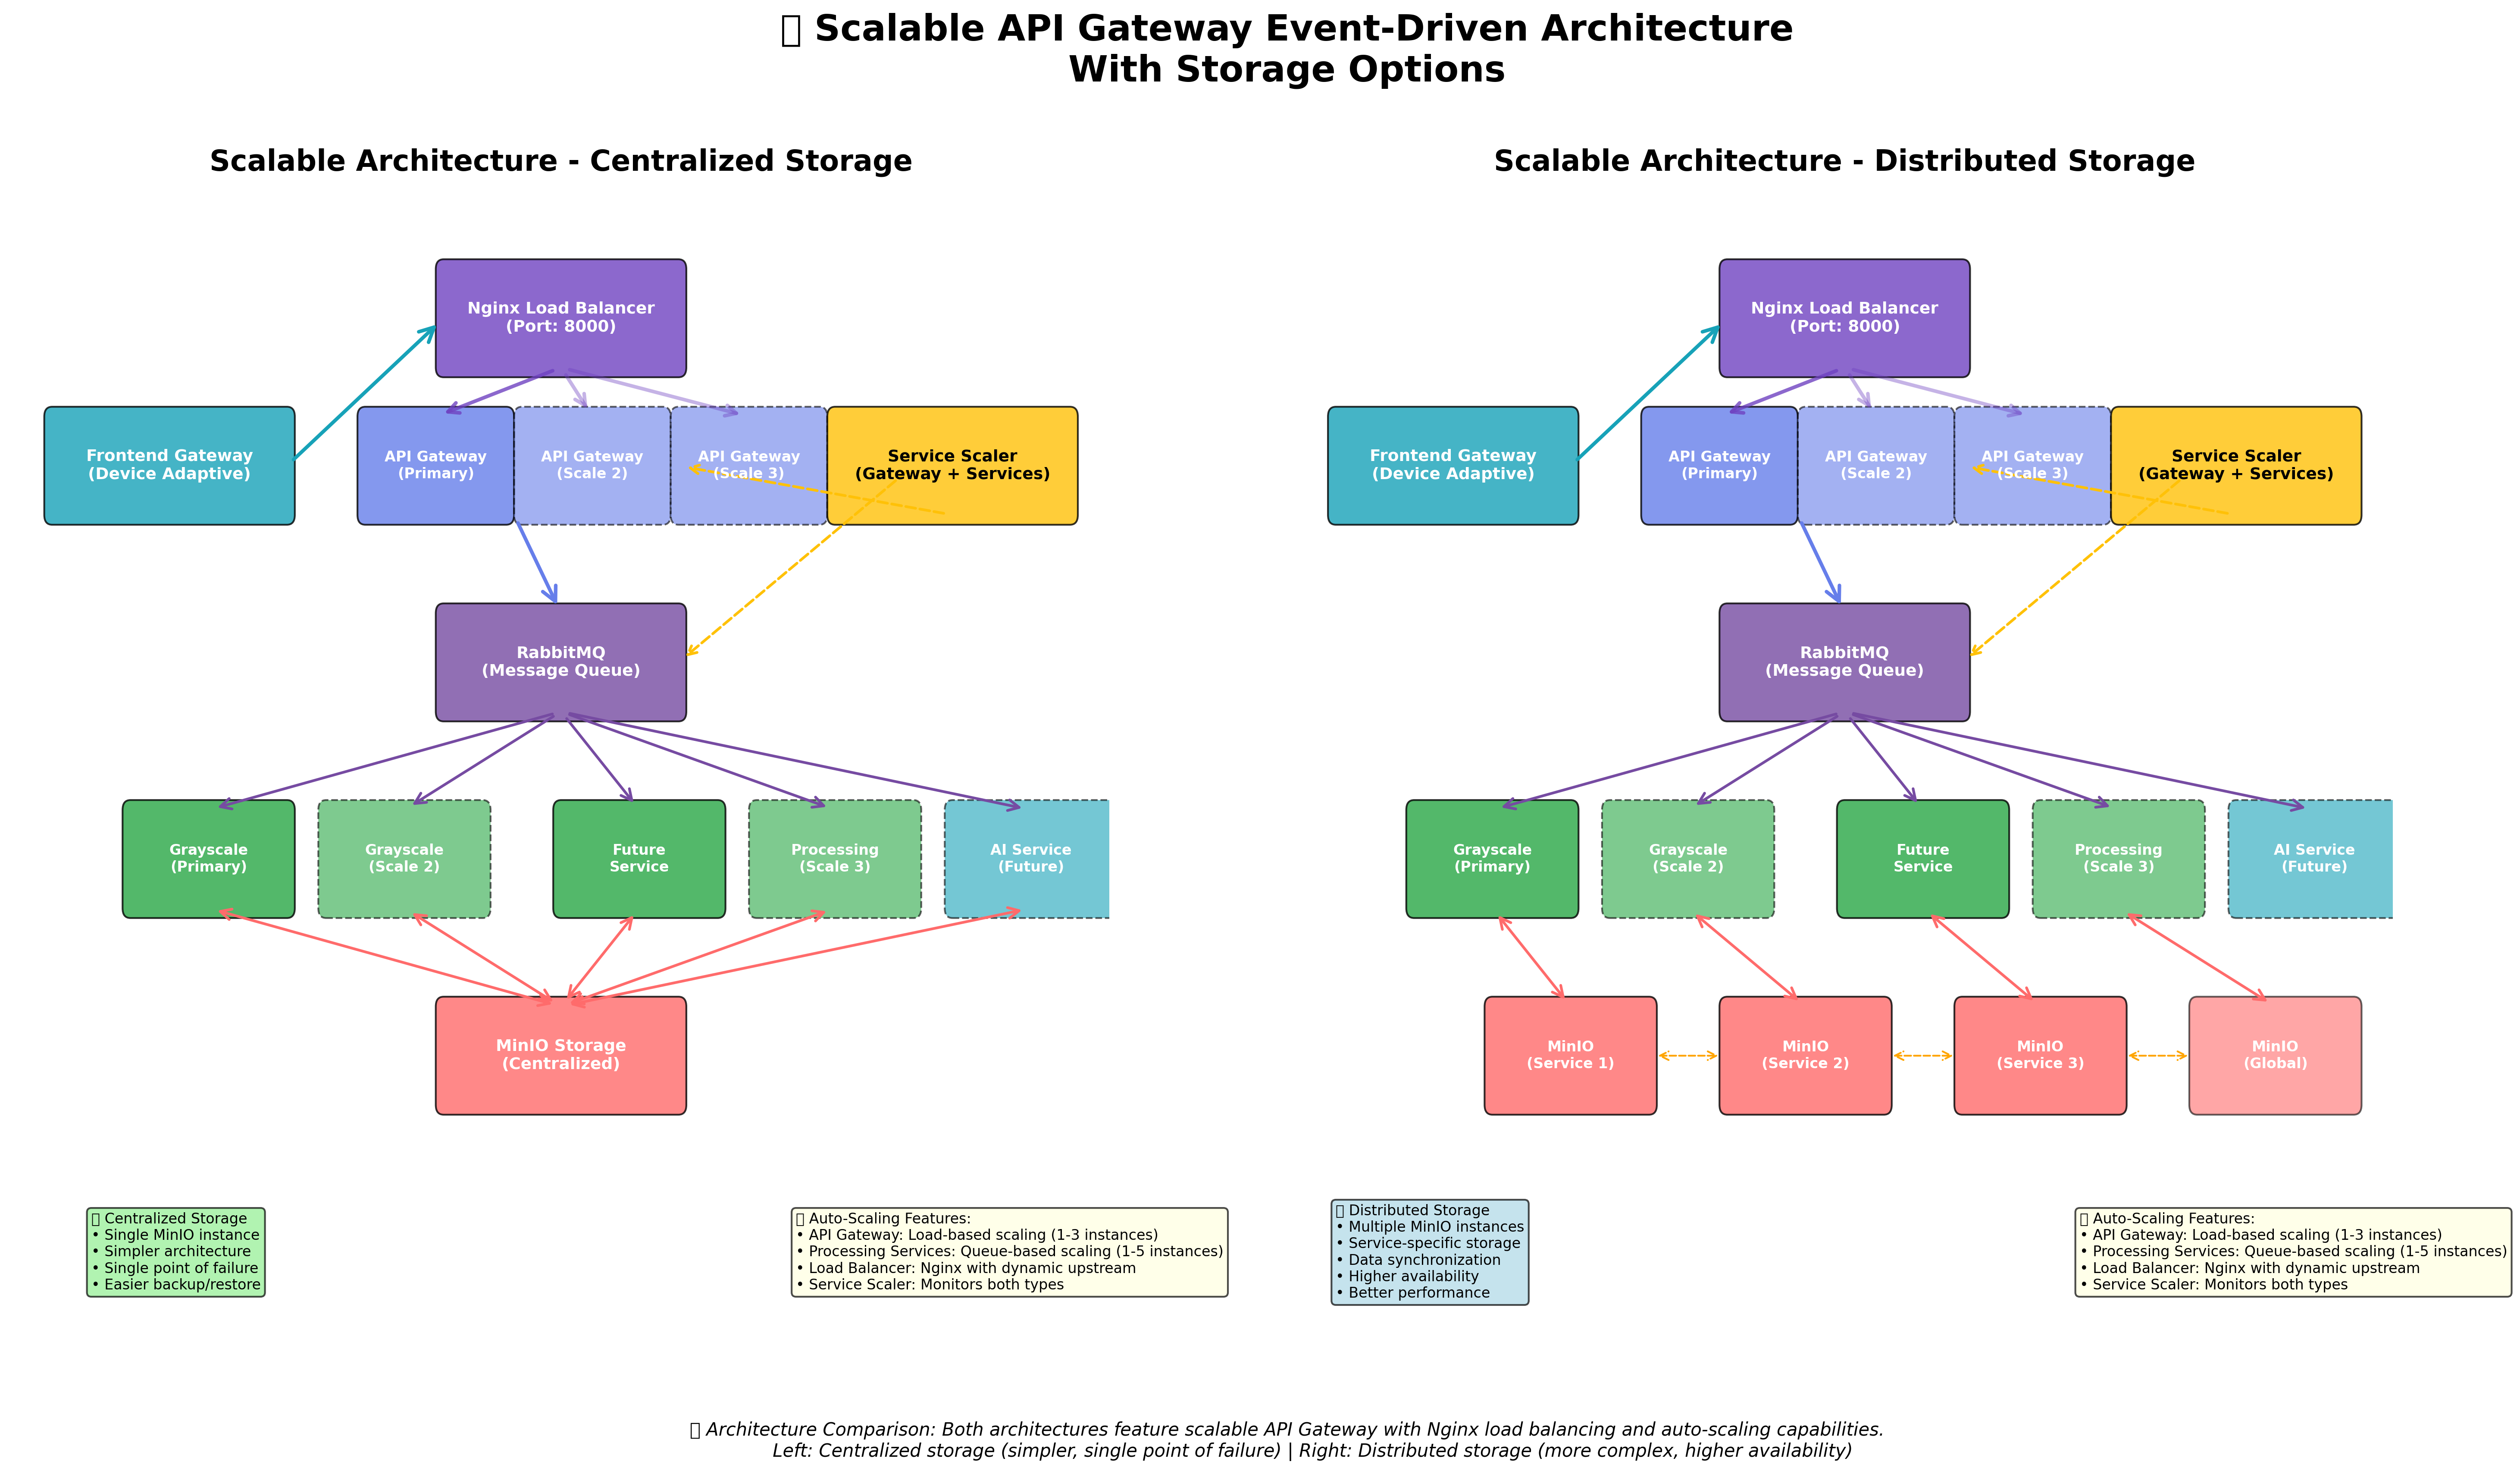 Scalable API Gateway Event-Driven Architecture
With Storage Options
Scalable Architecture - Centralized Storage
Nginx Load Balancer
(Port: 8000)
Frontend Gateway
(Device Adaptive)
API Gateway
(Primary)
API Gateway
(Scale 2)
API Gateway
(Scale 3)
Service Scaler
(Gateway + Services)
RabbitMQ
(Message Queue)
Grayscale
(Primary)
Grayscale
(Scale 2)
Future
Service
Processing
(Scale 3)
AI Service
(Future)
MinIO Storage
(Centralized)
Centralized Storage
• Single MinIO instance
• Simpler architecture
• Single point of failure
• Easier backup/restore
Auto-Scaling Features:
• API Gateway: Load-based scaling (1-3 instances)
• Processing Services: Queue-based scaling (1-5 instances)
• Load Balancer: Nginx with dynamic upstream
• Service Scaler: Monitors both types
Scalable Architecture - Distributed Storage
Nginx Load Balancer
(Port: 8000)
Frontend Gateway
(Device Adaptive)
API Gateway
(Primary)
API Gateway
(Scale 2)
API Gateway
(Scale 3)
Service Scaler
(Gateway + Services)
RabbitMQ
(Message Queue)
Grayscale
(Primary)
Grayscale
(Scale 2)
Future
Service
Processing
(Scale 3)
AI Service
(Future)
MinIO
(Service 1)
MinIO
(Service 2)
MinIO
(Service 3)
MinIO
(Global)
Distributed Storage
• Multiple MinIO instances
• Service-specific storage
• Data synchronization
• Higher availability
• Better performance
Auto-Scaling Features:
• API Gateway: Load-based scaling (1-3 instances)
• Processing Services: Queue-based scaling (1-5 instances)
• Load Balancer: Nginx with dynamic upstream
• Service Scaler: Monitors both types
Architecture Comparison: Both architectures feature scalable API Gateway with Nginx load balancing and auto-scaling capabilities.
Left: Centralized storage (simpler, single point of failure) | Right: Distributed storage (more complex, higher availability)